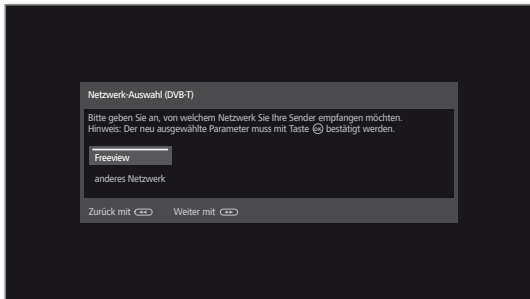 Netzwerk-Auswahl (DVB-T)
Bitte geben Sie an, von welchem Netzwerk Sie Ihre Sender empfangen möchten.
Hinweis: Der neu ausgewählte Parameter muss mit Taste OK bestätigt werden.
Freeview
anderes Netzwerk
Zurück mit ◄◄ Weiter mit ►►